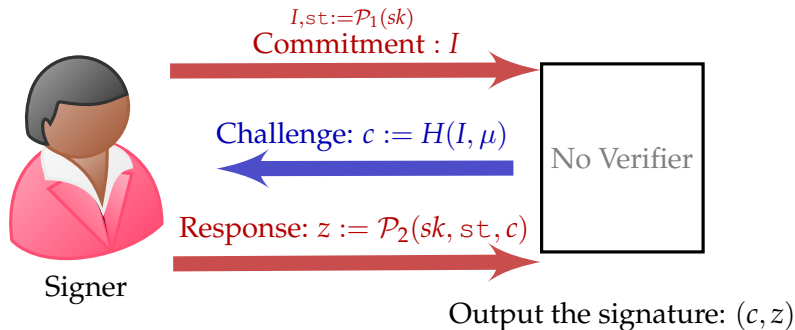 I,st:=𝒫₁(sk)
Commitment : I
Challenge: c := H(I, μ)
No Verifier
Response: z := 𝒫₂(sk, st, c)
Signer
Output the signature: (c, z)